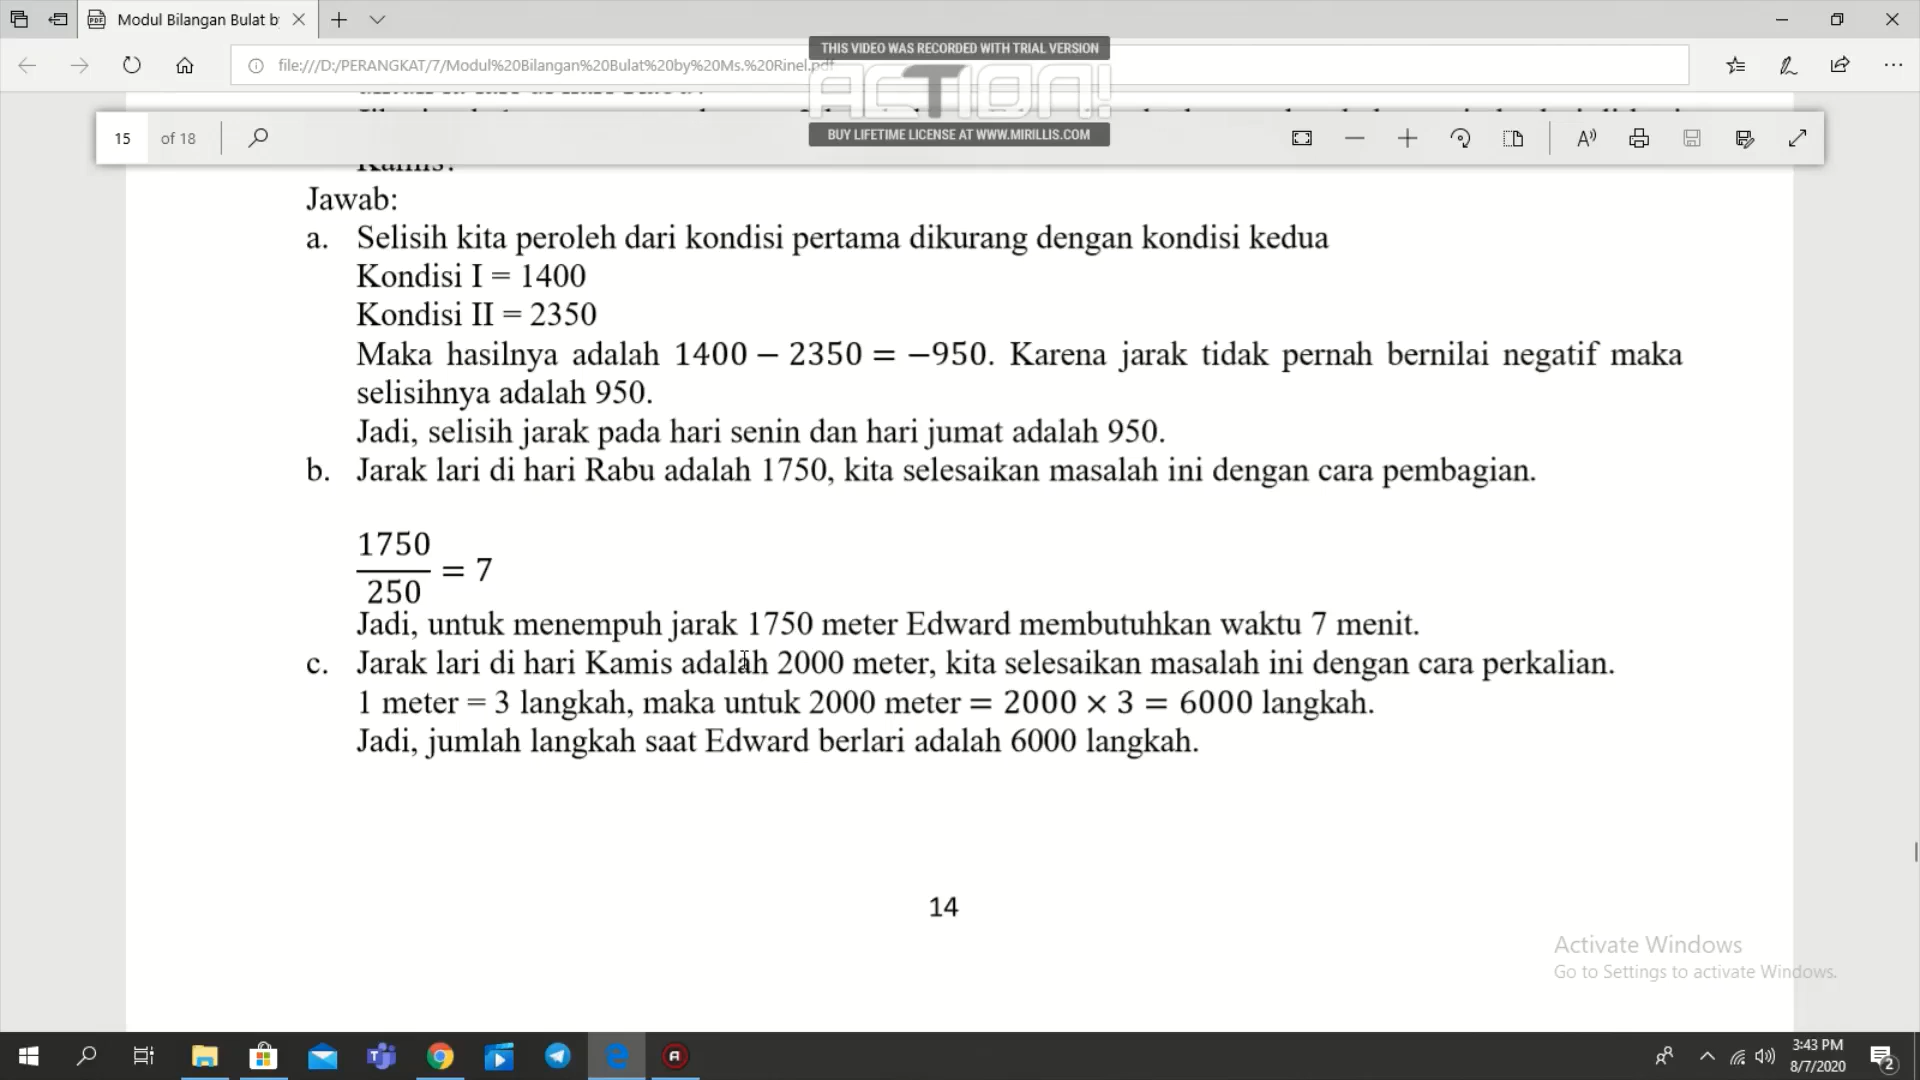 Modul Bilangan Bulat b
THIS VIDEO WAS RECORDED WITH TRIAL VERSION
file:///D:/PERANGKAT/7/Modul%20Bilangan%20Bulat%20by%20Ms.%20Rinel.pdf
ACTION!
BUY LIFETIME LICENSE AT WWW.MIRILLIS.COM
15 of 18
Kamis?
Jawab:
a. Selisih kita peroleh dari kondisi pertama dikurang dengan kondisi kedua
Kondisi I = 1400
Kondisi II = 2350
Maka hasilnya adalah 1400 − 2350 = −950. Karena jarak tidak pernah bernilai negatif maka
selisihnya adalah 950.
Jadi, selisih jarak pada hari senin dan hari jumat adalah 950.
b. Jarak lari di hari Rabu adalah 1750, kita selesaikan masalah ini dengan cara pembagian.
1750
250
= 7
Jadi, untuk menempuh jarak 1750 meter Edward membutuhkan waktu 7 menit.
c. Jarak lari di hari Kamis adalah 2000 meter, kita selesaikan masalah ini dengan cara perkalian.
1 meter = 3 langkah, maka untuk 2000 meter = 2000 × 3 = 6000 langkah.
Jadi, jumlah langkah saat Edward berlari adalah 6000 langkah.
14
Activate Windows
Go to Settings to activate Windows.
3:43 PM
8/7/2020
2